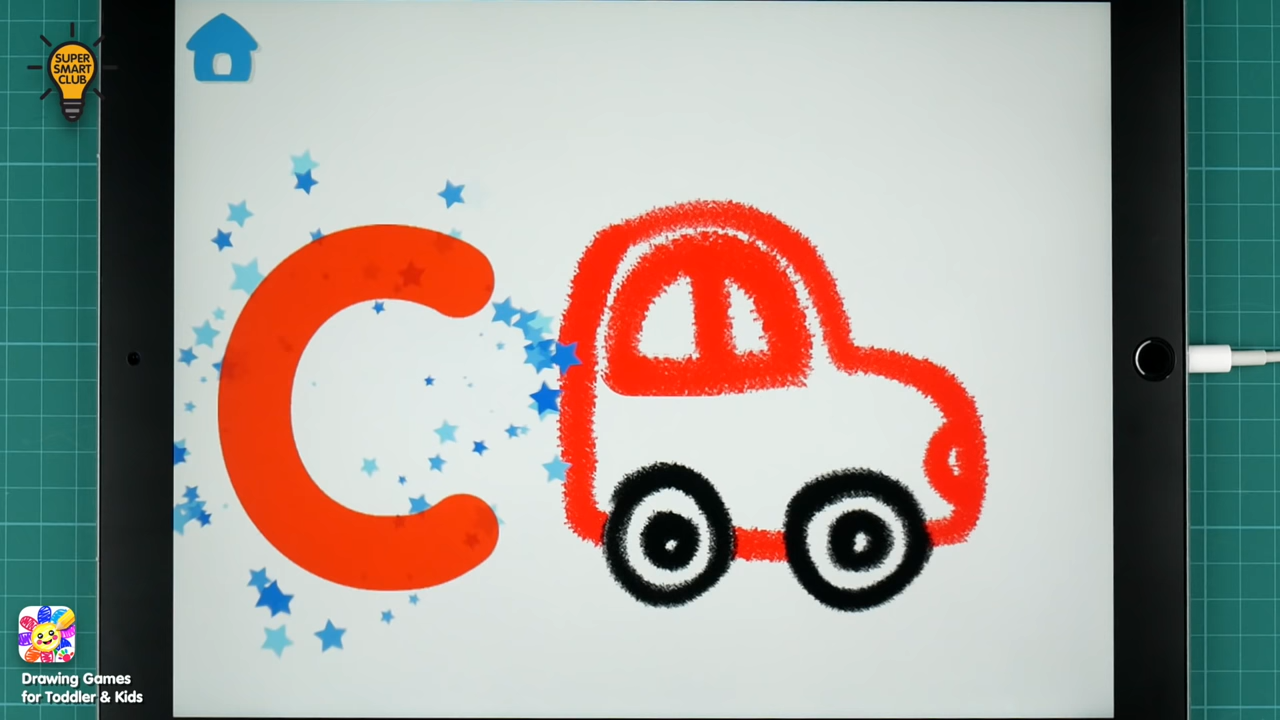 SUPER
SMART
CLUB
C
Drawing Games
for Toddler & Kids